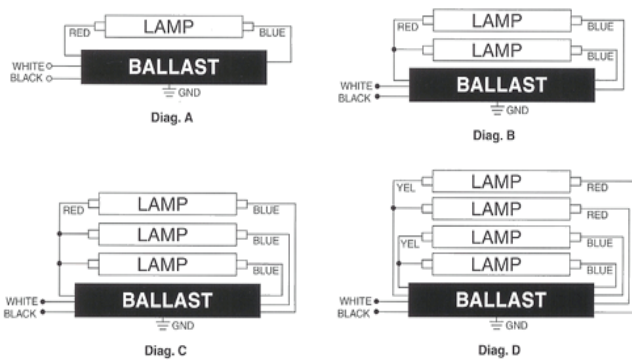 LAMP
RED
BLUE
WHITE
BLACK
BALLAST
GND
Diag. A
LAMP
RED
BLUE
LAMP
BLUE
WHITE
BLACK
BALLAST
GND
Diag. B
LAMP
RED
BLUE
LAMP
BLUE
LAMP
BLUE
WHITE
BLACK
BALLAST
GND
Diag. C
LAMP
YEL
RED
LAMP
RED
LAMP
YEL
BLUE
LAMP
BLUE
WHITE
BLACK
BALLAST
GND
Diag. D